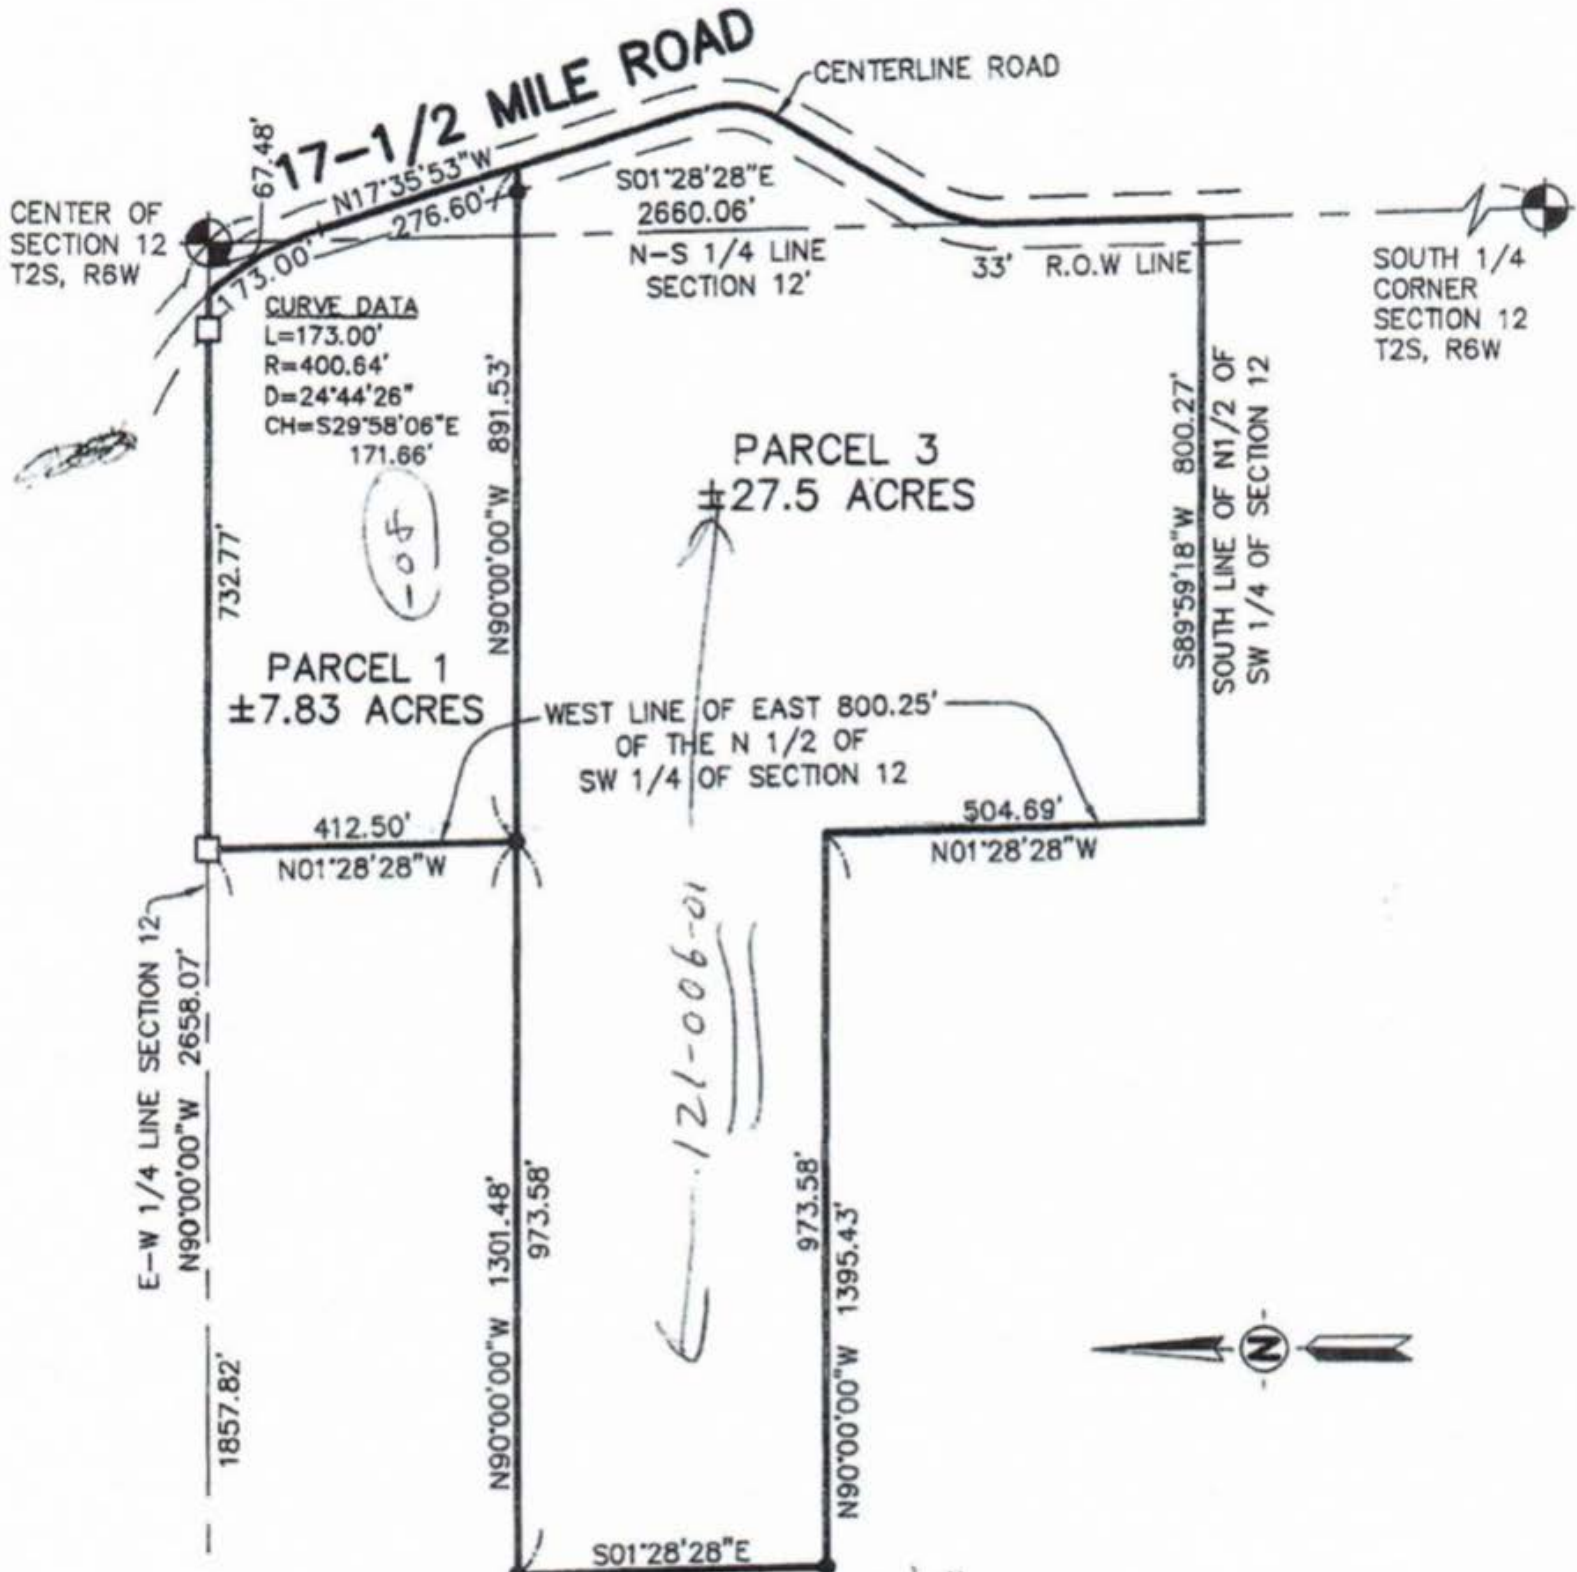 17-1/2 MILE ROAD
CENTERLINE ROAD
67.48'
N17°35'53"W
276.60'
CENTER OF
SECTION 12
T2S, R6W
173.00'
S01°28'28"E
2660.06'
N-S 1/4 LINE
SECTION 12'
33' R.O.W LINE
SOUTH 1/4
CORNER
SECTION 12
T2S, R6W
CURVE DATA
L=173.00'
R=400.64'
D=24°44'26"
CH=S29°58'06"E
171.66'
732.77'
-08
N90°00'00"W 891.53'
PARCEL 3
±27.5 ACRES
S89°59'18"W 800.27'
SOUTH LINE OF N1/2 OF
SW 1/4 OF SECTION 12
PARCEL 1
±7.83 ACRES
WEST LINE OF EAST 800.25'
OF THE N 1/2 OF
SW 1/4 OF SECTION 12
412.50'
N01°28'28"W
504.69'
N01°28'28"W
E-W 1/4 LINE SECTION 12
N90°00'00"W 2658.07'
1857.82'
121-006-01
N90°00'00"W 1301.48'
973.58'
973.58'
N90°00'00"W 1395.43'
N
S01°28'28"E